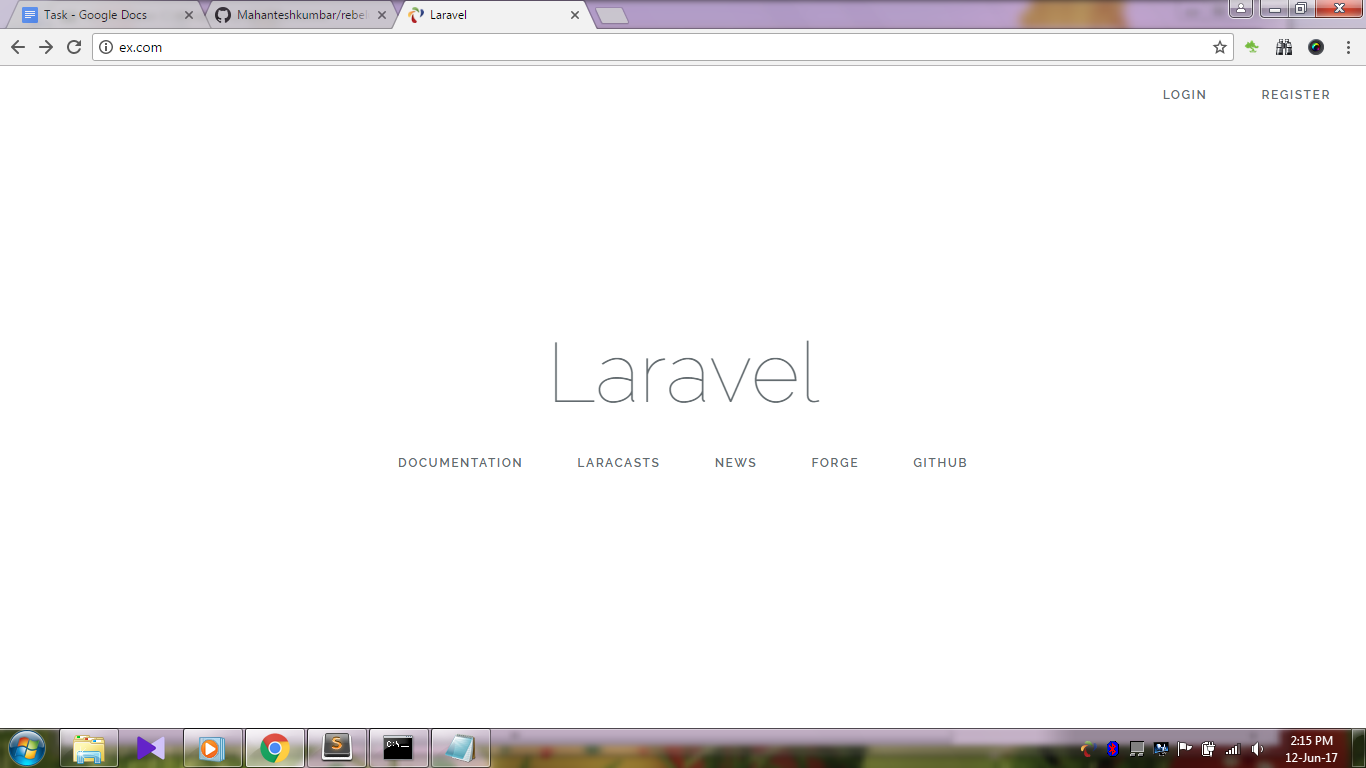 Task - Google Docs
Mahanteshkumbar/rebel
Laravel
ex.com
LOGIN REGISTER
Laravel
DOCUMENTATION LARACASTS NEWS FORGE GITHUB
2:15 PM
12-Jun-17